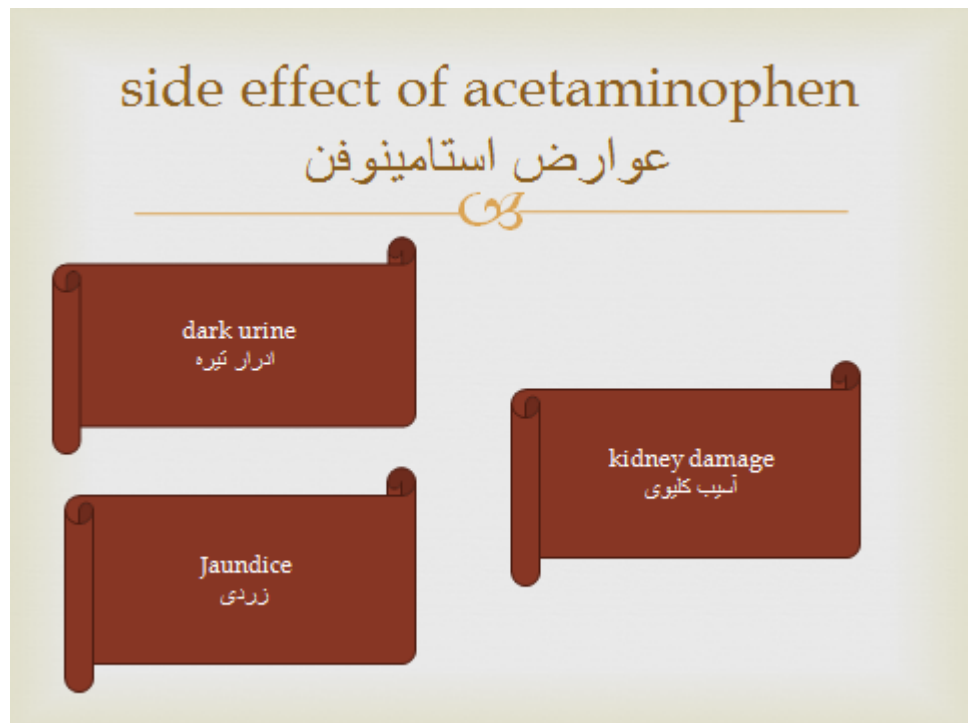 side effect of acetaminophen
عوارض استامینوفن
dark urine
ادرار تیره
Jaundice
زردی
kidney damage
آسیب کلیوی